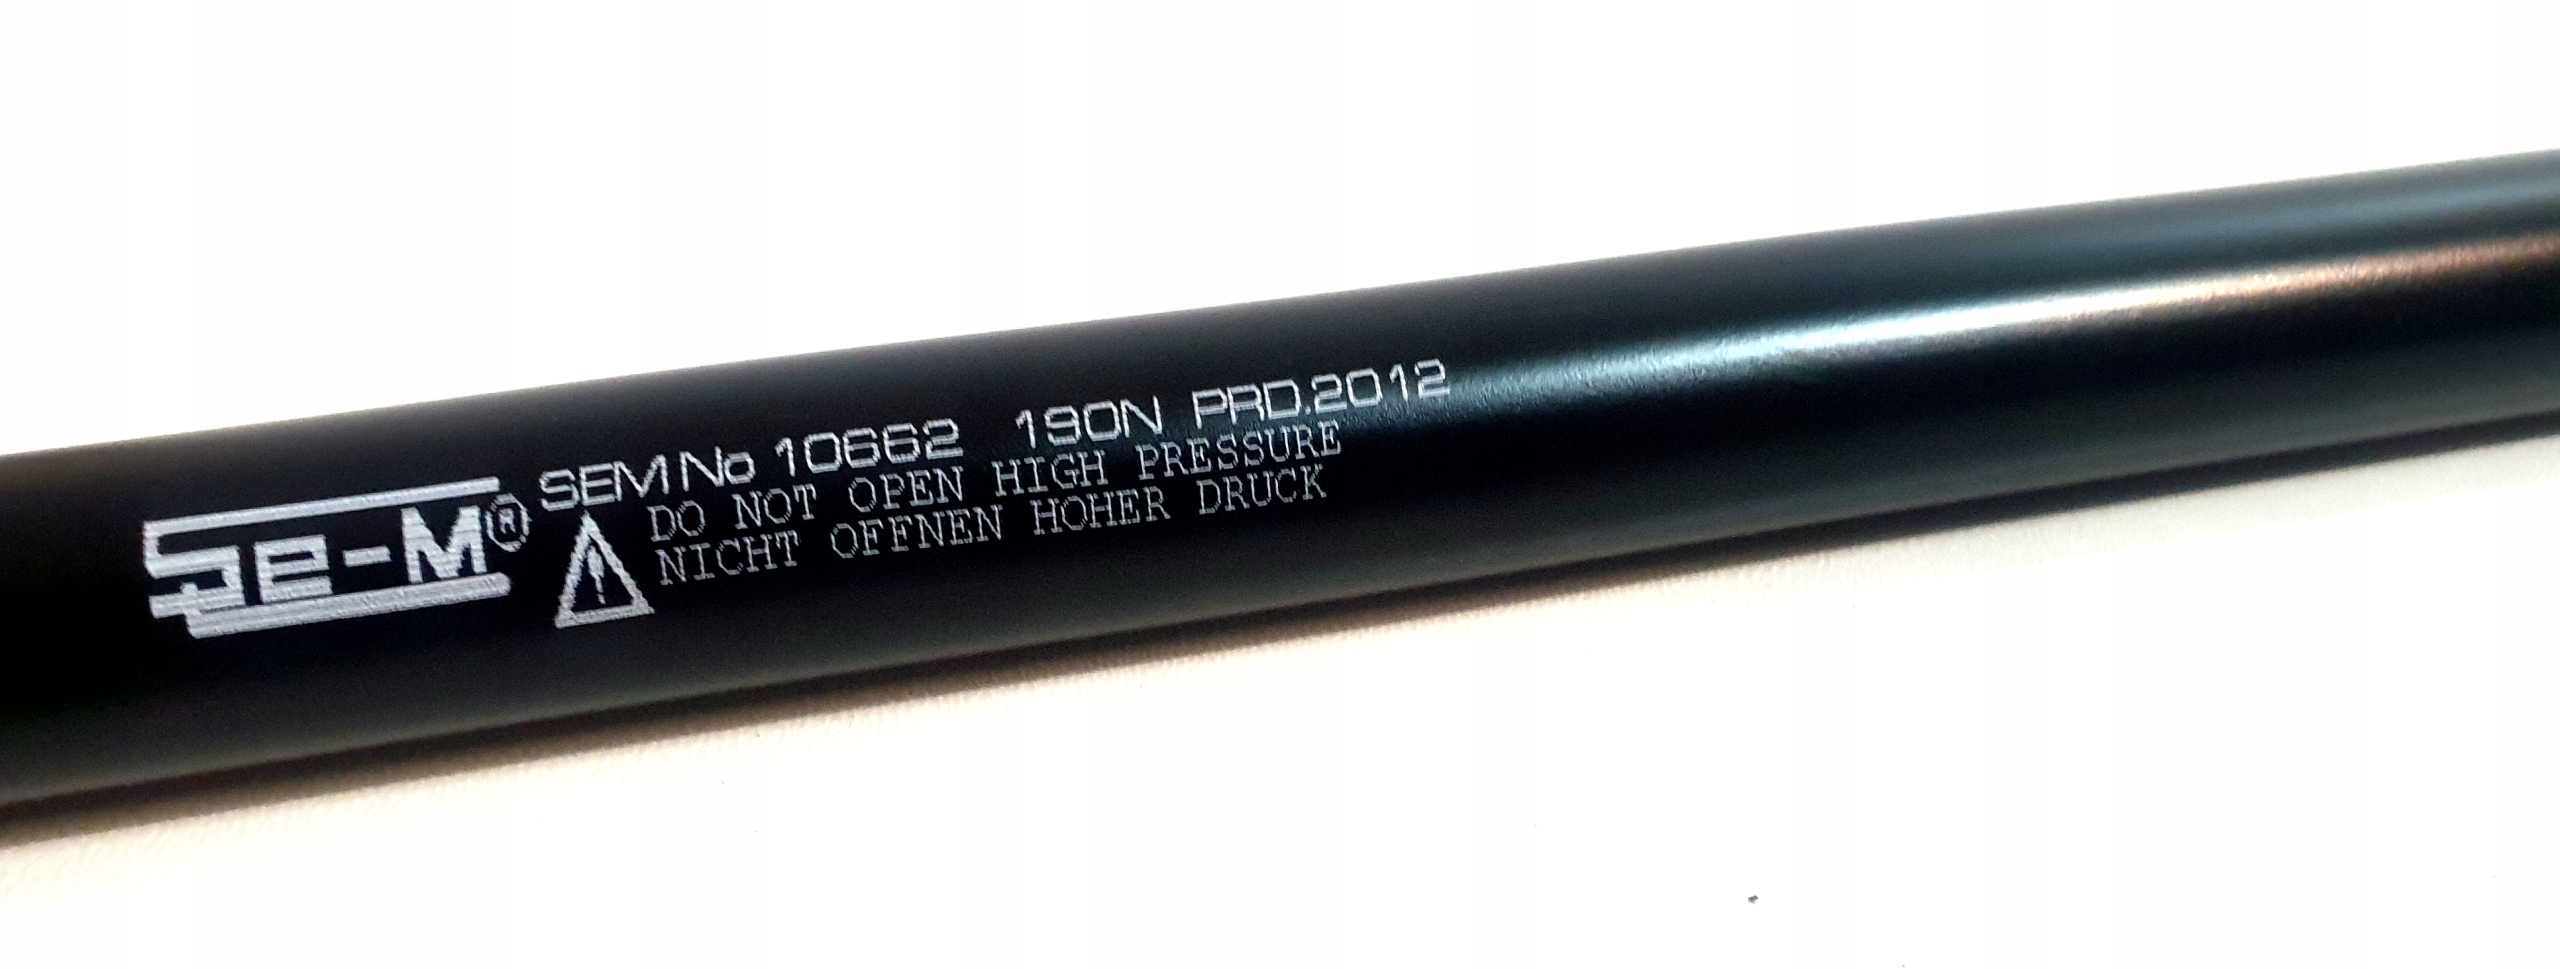 Se-M®
SEM No 10662 190N PRD.2012
DO NOT OPEN HIGH PRESSURE
NICHT OFFNEN HOHER DRUCK